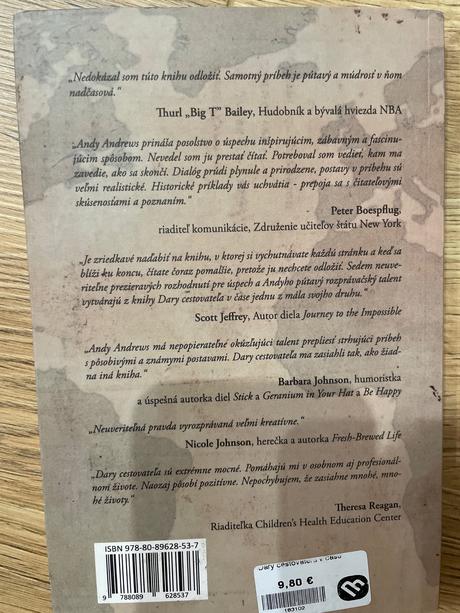 „Nedokázal som túto knihu odložiť. Samotný príbeh je pútavý a múdrosť v ňom
nadčasová.“
Thurl „Big T” Bailey, Hudobník a bývalá hviezda NBA
„Andy Andrews prináša posolstvo o úspechu inšpirujúcim, zábavným a fascinu-
júcim spôsobom. Nevedel som ju prestať čítať. Potreboval som vedieť, kam ma
zavedie, ako sa skončí. Dialóg prúdi plynule a prirodzene, postavy v príbehu sú
veľmi realistické. Historické príklady vás uchvátia - prepoja sa s čitateľovými
skúsenosťami a poznaním.“
Peter Boespflug,
riaditeľ komunikácie, Združenie učiteľov štátu New York
„Je zriedkavé naďabiť na knihu, v ktorej si vychutnávate každú stránku a keď sa
blíži ku koncu, čítate čoraz pomalšie, pretože ju nechcete odložiť. Sedem neuve-
riteľne prezieravých rozhodnutí pre úspech a Andyho pútavý rozprávačský talent
vytvárajú z knihy Dary cestovateľa v čase jednu z mála svojho druhu.“
Scott Jeffrey, Autor diela Journey to the Impossible
„Andy Andrews má nepopierateľne okúzľujúci talent prepliesť strhujúci príbeh
s pôsobivými a známymi postavami. Dary cestovateľa ma zasiahli tak, ako žiad-
na iná kniha.“
Barbara Johnson, humoristka
a úspešná autorka diel Stick a Geranium in Your Hat a Be Happy
„Neuveriteľná pravda vyrozprávaná veľmi kreatívne.“
Nicole Johnson, herečka a autorka Fresh-Brewed Life
„Dary cestovateľa sú extrémne mocné. Pomáhajú mi v osobnom aj profesionál-
nom živote. Naozaj pôsobí pozitívne. Nepochybujem, že zasiahne mnohé, mno-
hé životy.“
Theresa Reagan,
Riaditeľka Children’s Health Education Center
ISBN 978-80-89628-53-7
9 788089 628537
Dary cestovateľa v čase
9,80 €
163102